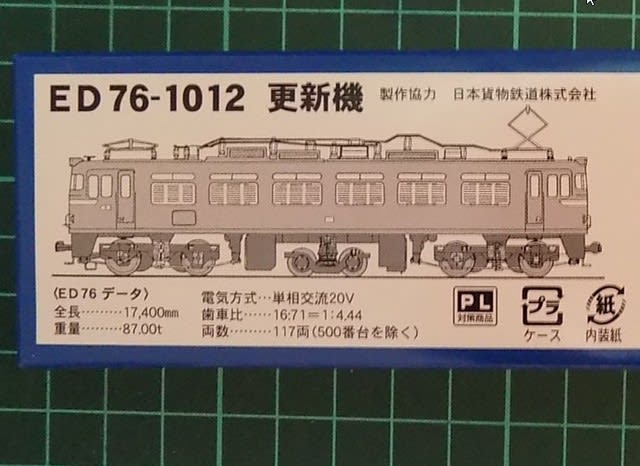 ED76-1012 更新機 製作協力 日本貨物鉄道株式会社
〈ED76 データ〉
全長………17,400mm
重量………87.00t
電気方式…単相交流20V
歯車比……16:71=1:4,44
両数………117両(500番台を除く)
PL
対策商品
プラ
ケース
紙
内装紙